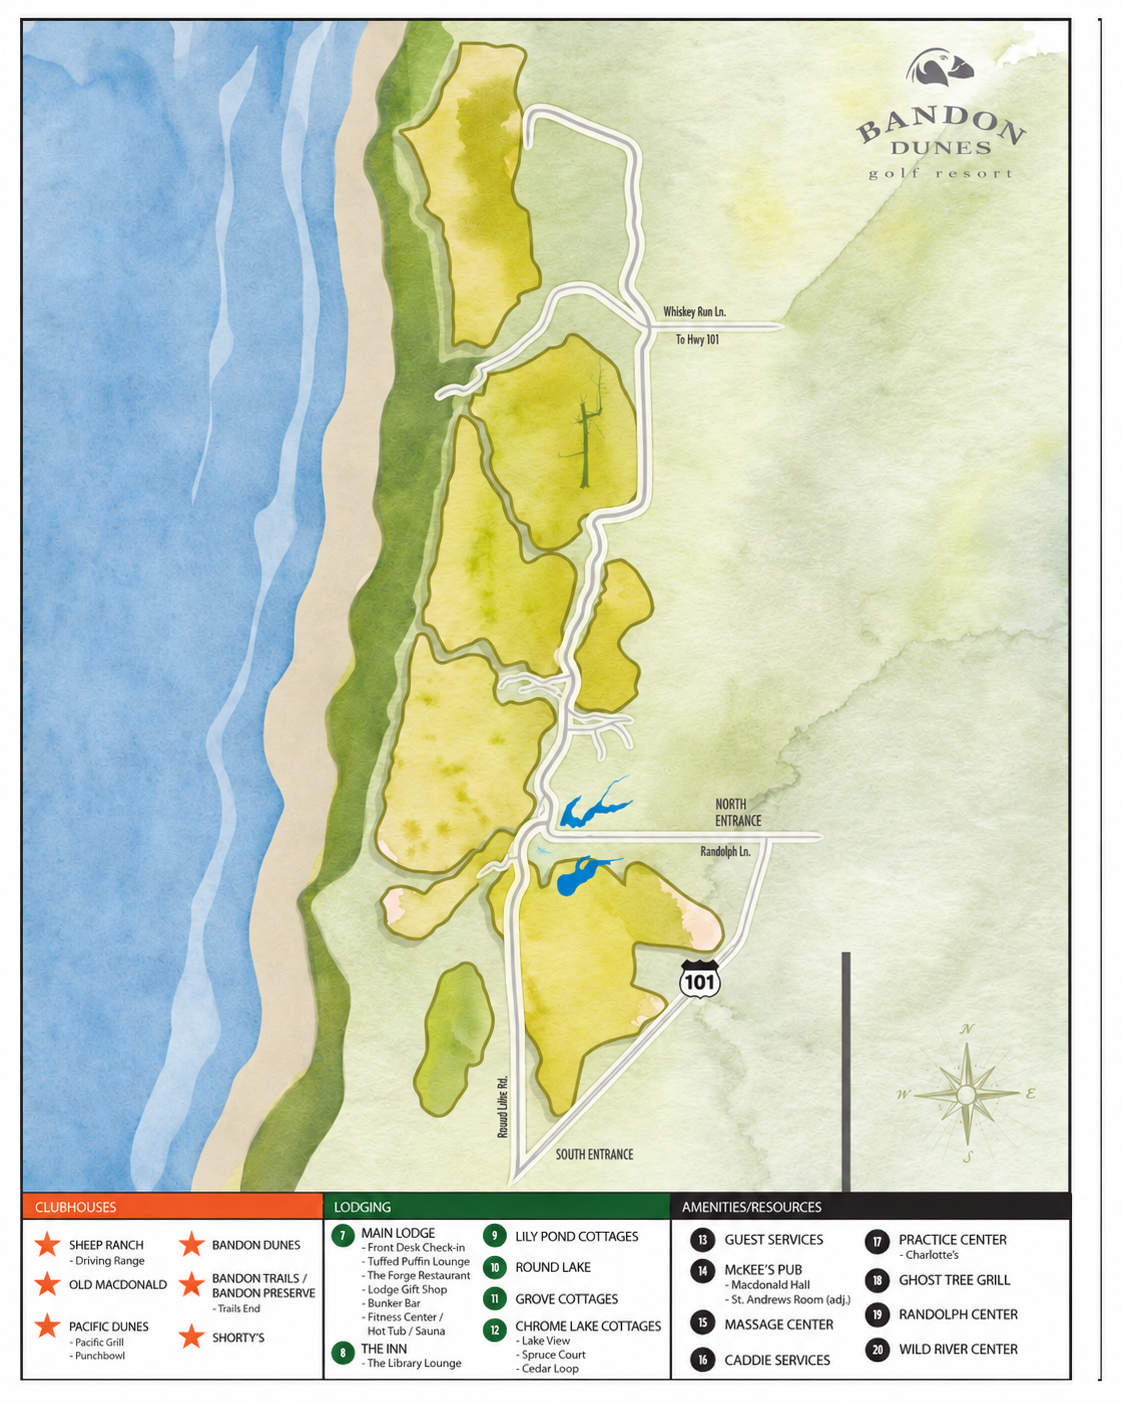 BANDON
DUNES
golf resort
Whiskey Run Ln.
To Hwy 101
NORTH
ENTRANCE
Randolph Ln.
101
N
W
E
S
Rd.
SOUTH ENTRANCE
CLUBHOUSES
SHEEP RANCH
- Driving Range
OLD MACDONALD
PACIFIC DUNES
- Pacific Grill
- Punchbowl
BANDON DUNES
BANDON TRAILS /
BANDON PRESERVE
- Trails End
SHORTY'S
LODGING
7 MAIN LODGE
- Front Desk Check-in
- Tuffed Puffin Lounge
- The Forge Restaurant
- Lodge Gift Shop
- Bunker Bar
- Fitness Center /
Hot Tub / Sauna
8 THE INN
- The Library Lounge
9 LILY POND COTTAGES
10 ROUND LAKE
11 GROVE COTTAGES
12 CHROME LAKE COTTAGES
- Lake View
- Spruce Court
- Cedar Loop
AMENITIES/RESOURCES
13 GUEST SERVICES
14 McKEE'S PUB
- Macdonald Hall
- St. Andrews Room (adj.)
15 MASSAGE CENTER
16 CADDIE SERVICES
17 PRACTICE CENTER
- Charlotte's
18 GHOST TREE GRILL
19 RANDOLPH CENTER
20 WILD RIVER CENTER